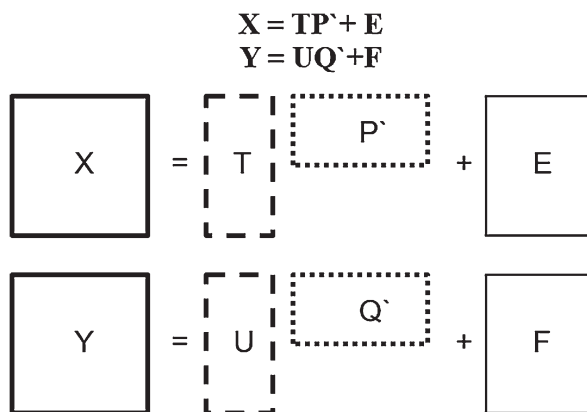 X = TP`+ E
Y = UQ`+F
X = T P` + E
Y = U Q` + F